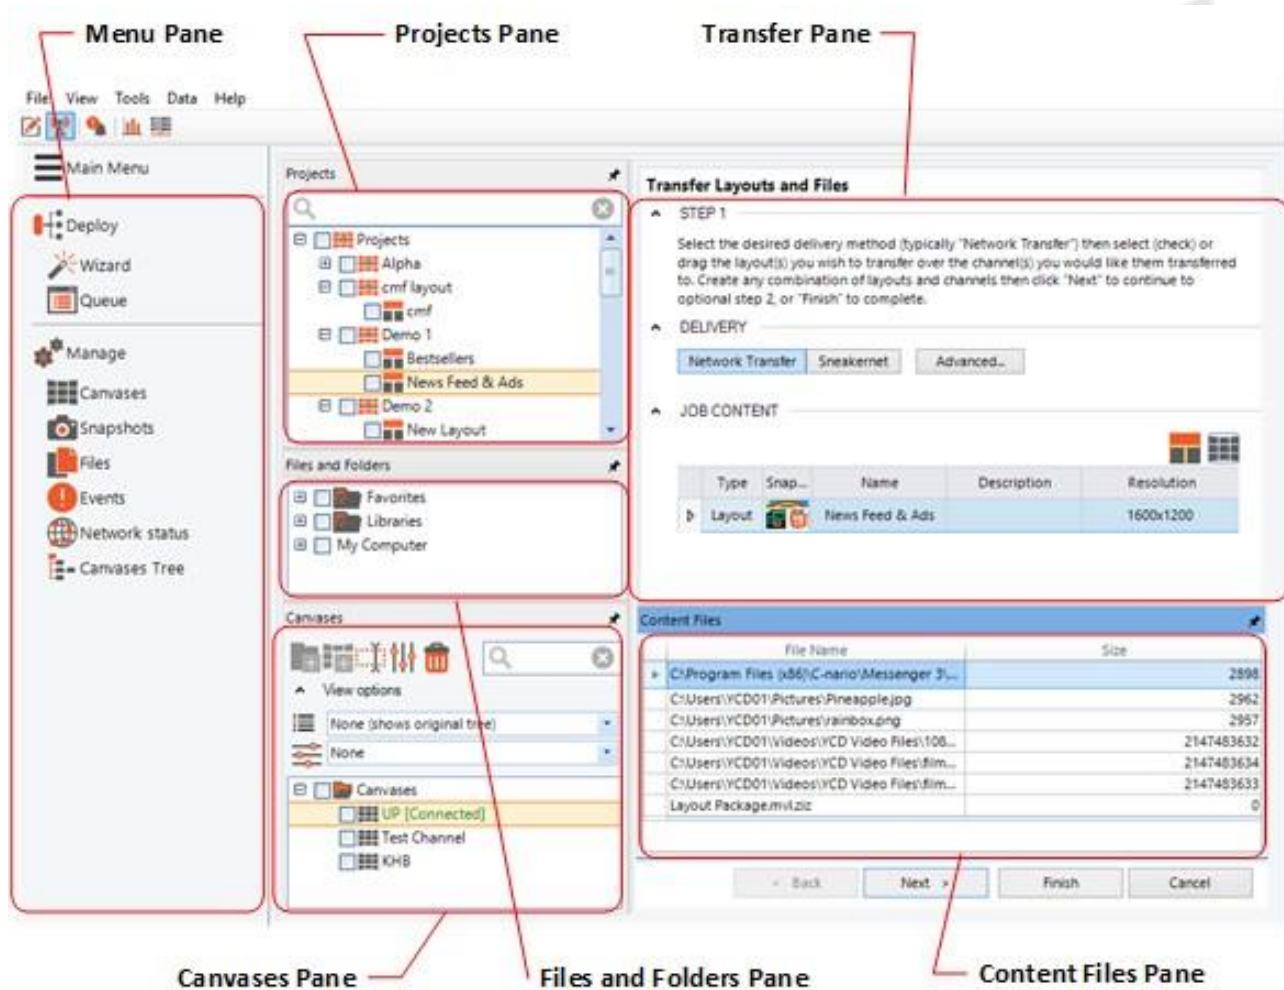 Menu Pane
Projects Pane
Transfer Pane
File View Tools Data Help
Main Menu
Deploy
Wizard
Queue
Manage
Canvases
Snapshots
Files
Events
Network status
Canvases Tree
Projects
Projects
Alpha
cmf layout
cmf
Demo 1
Bestsellers
News Feed & Ads
Demo 2
New Layout
Files and Folders
Favorites
Libraries
My Computer
Canvases
View options
None (shows original tree)
None
Canvases
UP [Connected]
Test Channel
KHB
Transfer Layouts and Files
STEP 1
Select the desired delivery method (typically "Network Transfer") then select (check) or
drag the layout(s) you wish to transfer over the channel(s) you would like them transferred
to. Create any combination of layouts and channels then click "Next" to continue to
optional step 2, or "Finish" to complete.
DELIVERY
Network Transfer Sneakernet Advanced...
JOB CONTENT
Type Snap... Name Description Resolution
Layout News Feed & Ads 1600x1200
Content Files
File Name Size
C:\Program Files (x86)\C-nario\Messenger 3\... 2898
C:\Users\YCD01\Pictures\Pineapple.jpg 2962
C:\Users\YCD01\Pictures\rainbox.png 2957
C:\Users\YCD01\Videos\YCD Video Files\108... 2147483632
C:\Users\YCD01\Videos\YCD Video Files\film... 2147483634
C:\Users\YCD01\Videos\YCD Video Files\film... 2147483633
Layout Package.mvl.ziz 0
< Back Next > Finish Cancel
Canvases Pane
Files and Folders Pane
Content Files Pane